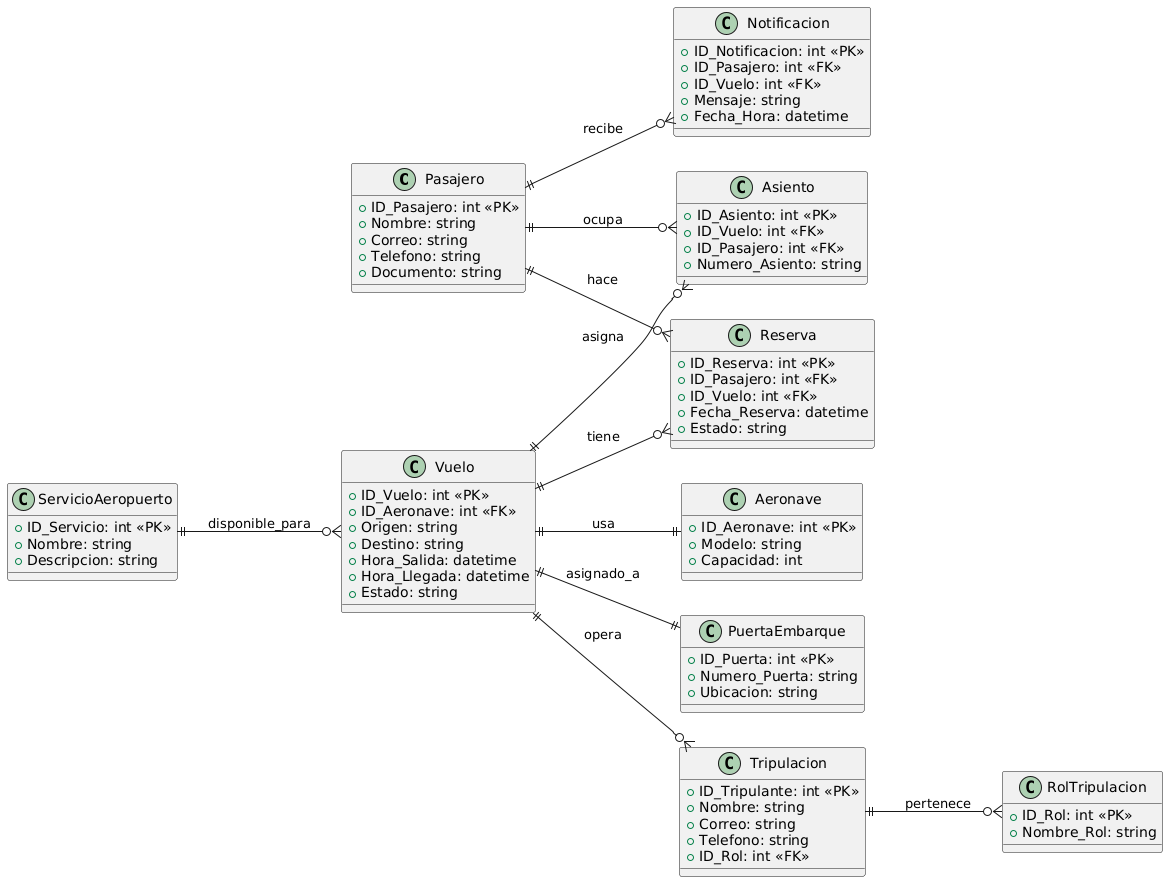 C Notificacion
ID_Notificacion: int «PK»
ID_Pasajero: int «FK»
ID_Vuelo: int «FK»
Mensaje: string
Fecha_Hora: datetime
recibe
C Pasajero
ID_Pasajero: int «PK»
Nombre: string
Correo: string
Telefono: string
Documento: string
ocupa
C Asiento
ID_Asiento: int «PK»
ID_Vuelo: int «FK»
ID_Pasajero: int «FK»
Numero_Asiento: string
hace
asigna
C Reserva
ID_Reserva: int «PK»
ID_Pasajero: int «FK»
ID_Vuelo: int «FK»
Fecha_Reserva: datetime
Estado: string
tiene
C ServicioAeropuerto
ID_Servicio: int «PK»
Nombre: string
Descripcion: string
disponible_para
C Vuelo
ID_Vuelo: int «PK»
ID_Aeronave: int «FK»
Origen: string
Destino: string
Hora_Salida: datetime
Hora_Llegada: datetime
Estado: string
usa
C Aeronave
ID_Aeronave: int «PK»
Modelo: string
Capacidad: int
asignado_a
C PuertaEmbarque
ID_Puerta: int «PK»
Numero_Puerta: string
Ubicacion: string
opera
C Tripulacion
ID_Tripulante: int «PK»
Nombre: string
Correo: string
Telefono: string
ID_Rol: int «FK»
pertenece
C RolTripulacion
ID_Rol: int «PK»
Nombre_Rol: string